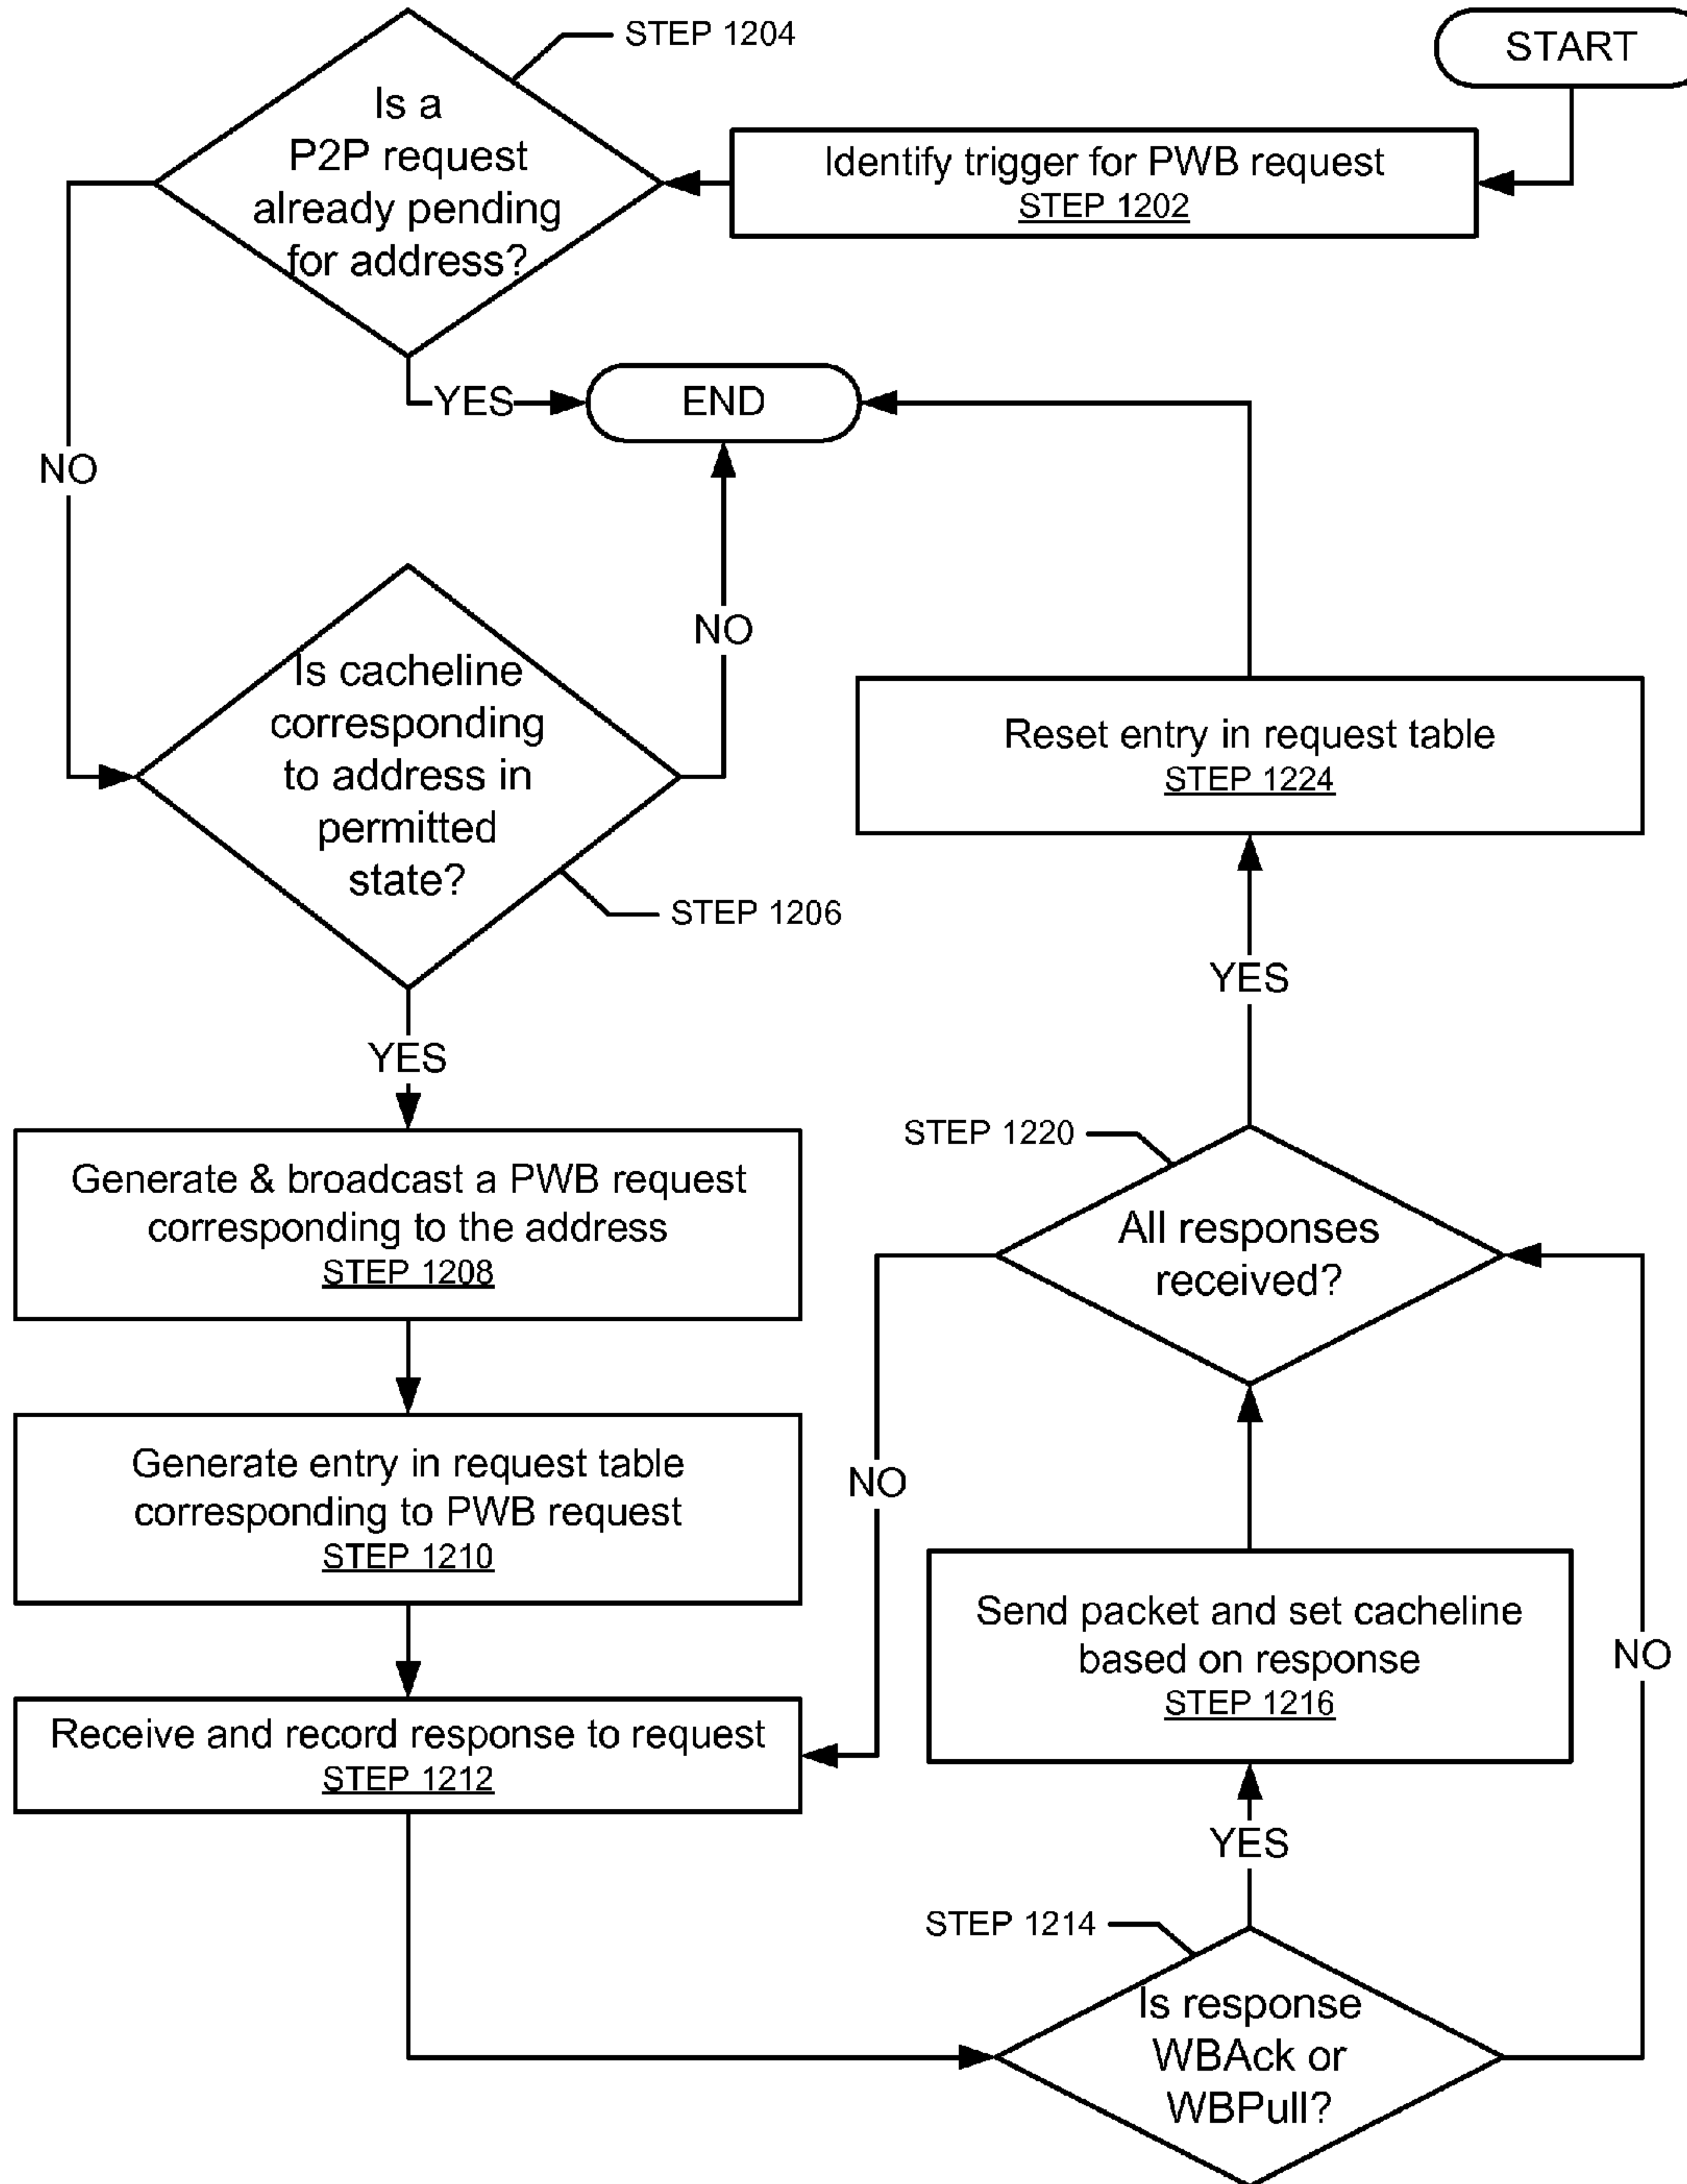 START
Identify trigger for PWB request
STEP 1202
STEP 1204
Is a
P2P request
already pending
for address?
YES
END
NO
Is cacheline
corresponding
to address in
permitted
state?
STEP 1206
NO
YES
Generate & broadcast a PWB request
corresponding to the address
STEP 1208
Generate entry in request table
corresponding to PWB request
STEP 1210
Receive and record response to request
STEP 1212
STEP 1214
Is response
WBAck or
WBPull?
YES
NO
Send packet and set cacheline
based on response
STEP 1216
STEP 1220
All responses
received?
NO
YES
Reset entry in request table
STEP 1224